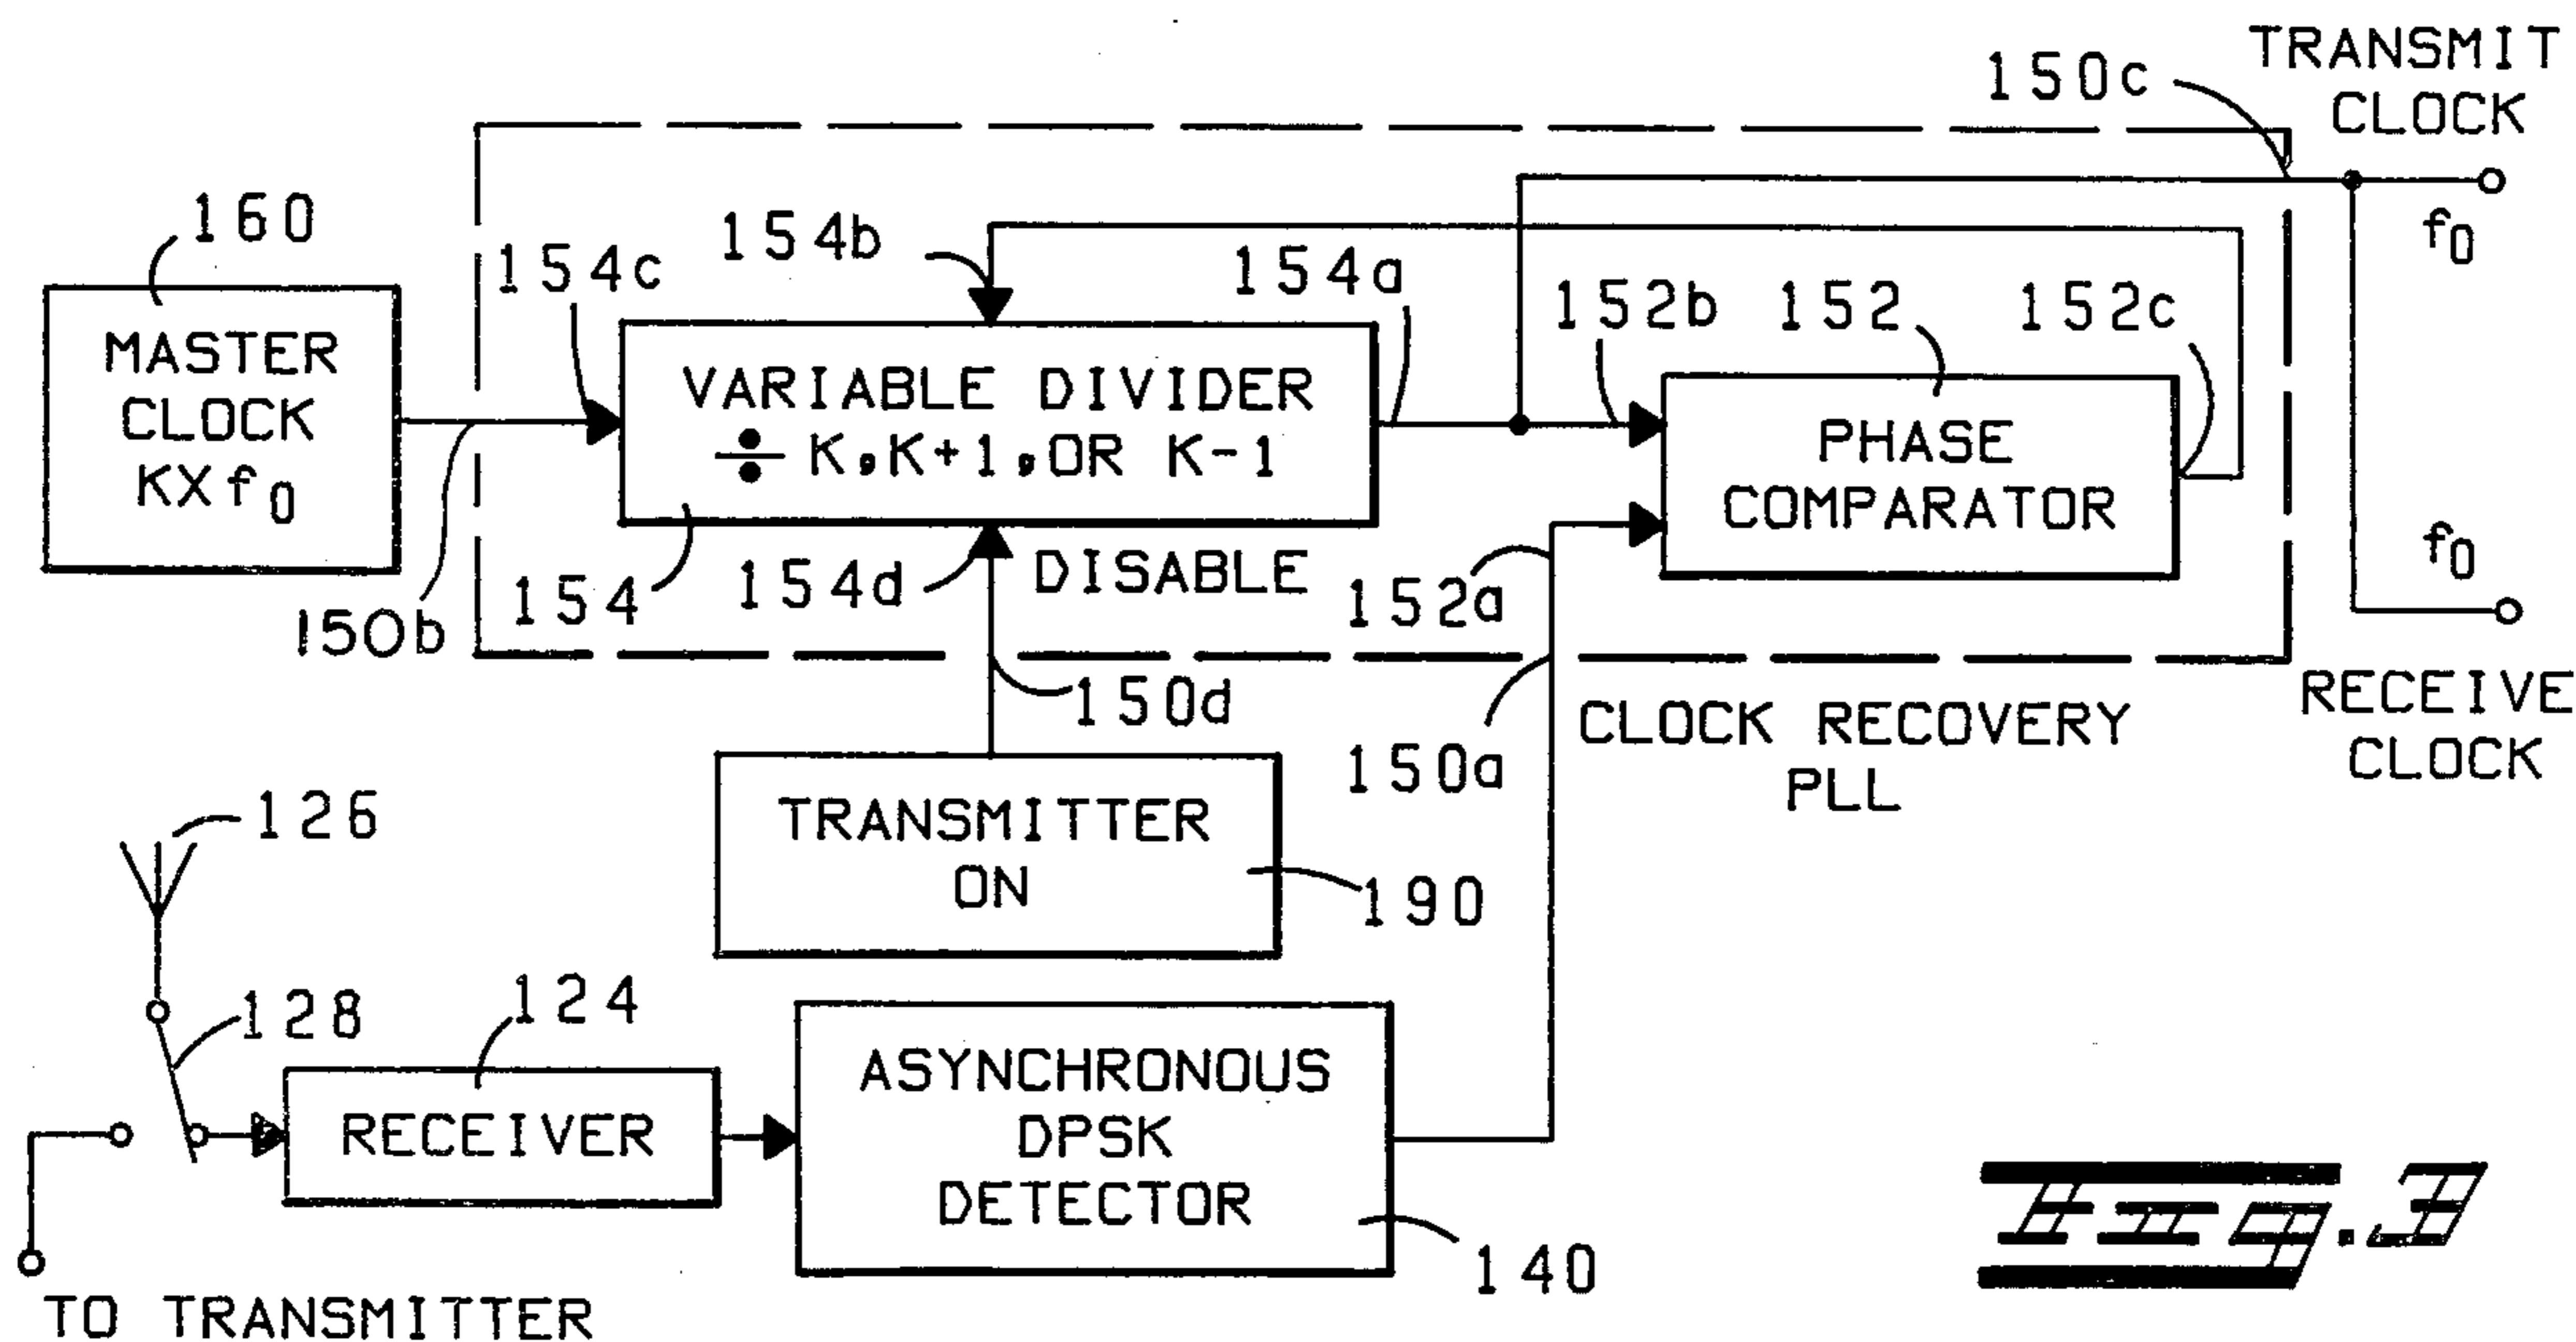 TRANSMIT
CLOCK
150c
f0
160
154c
154b
154a
152b
152
152c
MASTER
CLOCK
KXf0
VARIABLE DIVIDER
÷ K,K+1,OR K-1
PHASE
COMPARATOR
f0
150b
154
154d
DISABLE
152a
RECEIVE
CLOCK
150d
150a
CLOCK RECOVERY
PLL
TRANSMITTER
ON
190
126
128
124
RECEIVER
ASYNCHRONOUS
DPSK
DETECTOR
140
TO TRANSMITTER
Fig.3